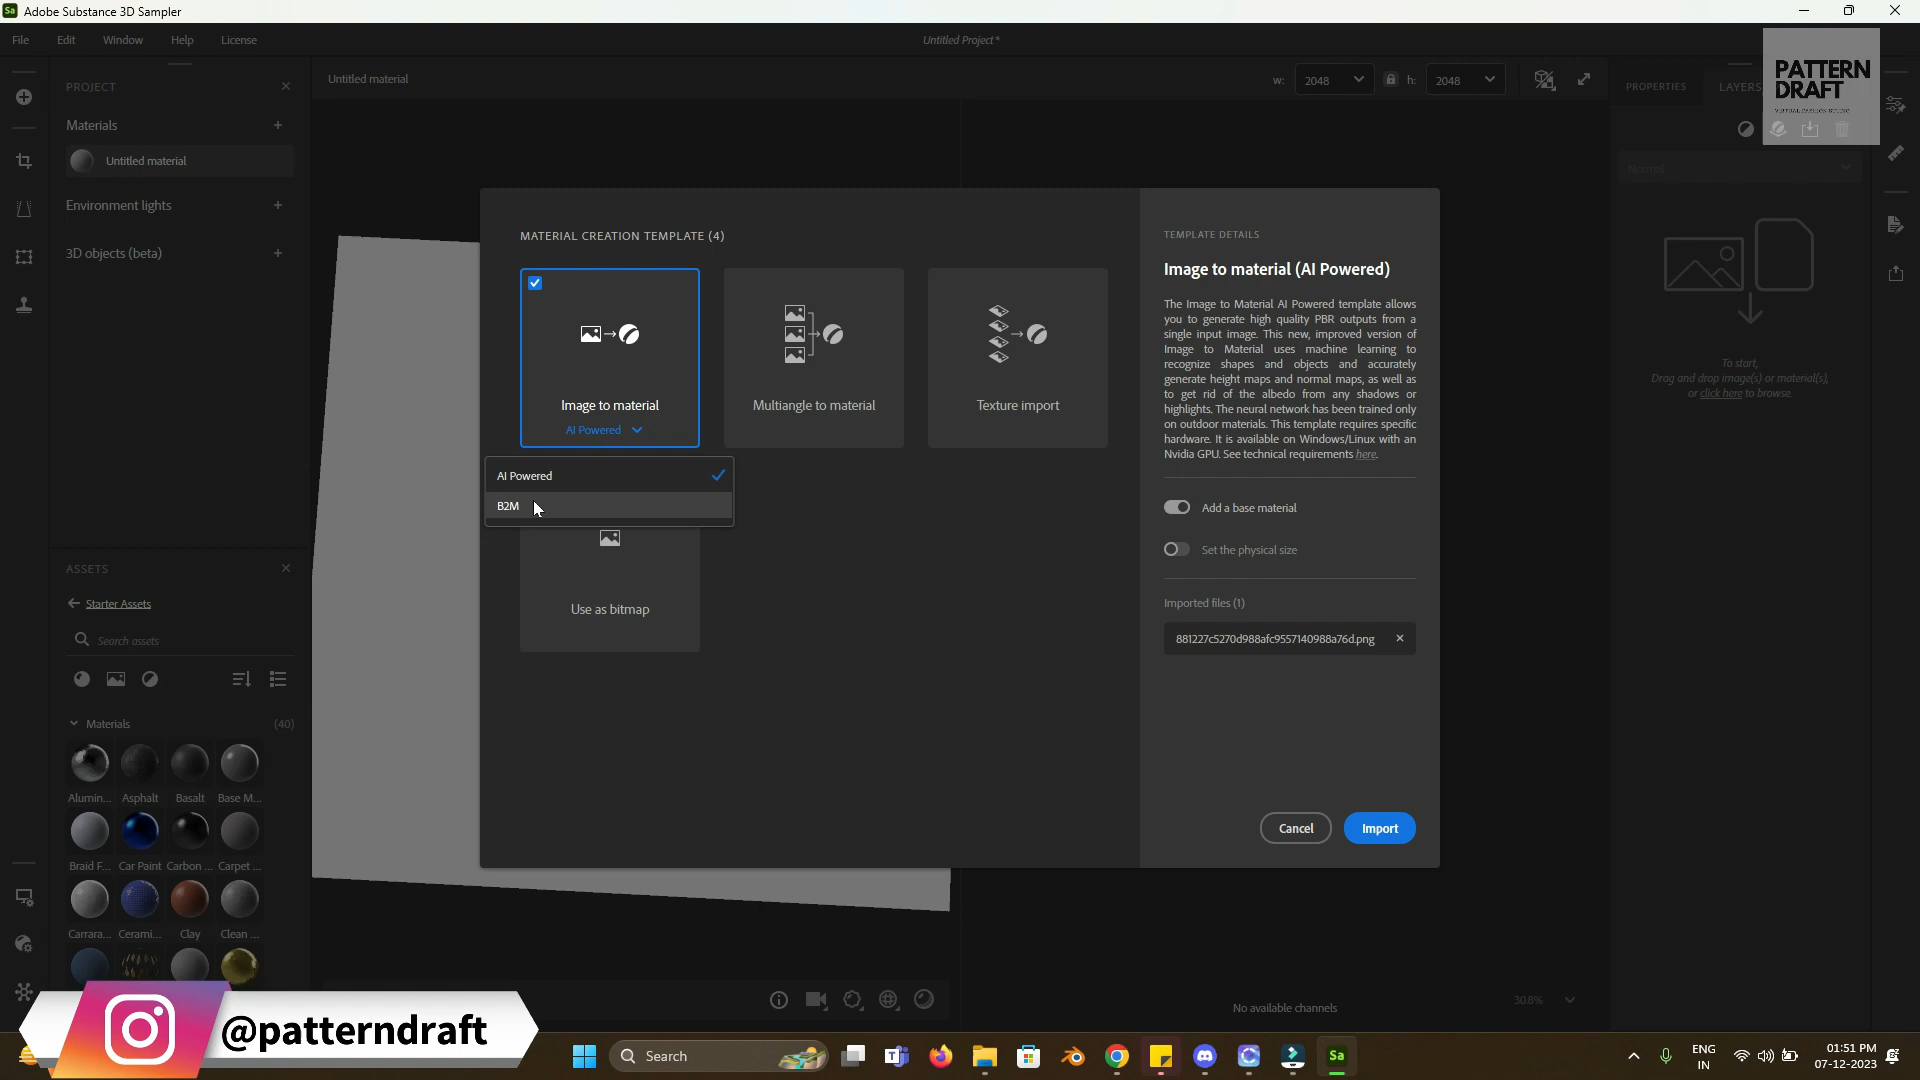 Sa Adobe Substance 3D Sampler
File Edit Window Help License
Untitled Project*
PROJECT
Materials
Untitled material
Environment lights
3D objects (beta)
Untitled material
w: 2048 h: 2048
PROPERTIES LAYERS
PATTERN
DRAFT
VIRTUAL FASHION STUDIO
Normal
To start,
Drag and drop image(s) or material(s),
or click here to browse.
MATERIAL CREATION TEMPLATE (4)
Image to material
AI Powered
Multiangle to material
Texture import
AI Powered
B2M
Use as bitmap
TEMPLATE DETAILS
Image to material (AI Powered)
The Image to Material AI Powered template allows
you to generate high quality PBR outputs from a
single input image. This new, improved version of
Image to Material uses machine learning to
recognize shapes and objects and accurately
generate height maps and normal maps, as well as
to get rid of the albedo from any shadows or
highlights. The neural network has been trained only
on outdoor materials. This template requires specific
hardware. It is available on Windows/Linux with an
Nvidia GPU. See technical requirements here.
Add a base material
Set the physical size
Imported files (1)
881227c5270d988afc9557140988a76d.png
Cancel Import
ASSETS
Starter Assets
Search assets
Materials (40)
Alumin... Asphalt Basalt Base M...
Braid F... Car Paint Carbon ... Carpet ...
Carrara... Cerami... Clay Clean ...
No available channels
30.8%
@patterndraft
Search
Sa
ENG
IN
01:51 PM
07-12-2023